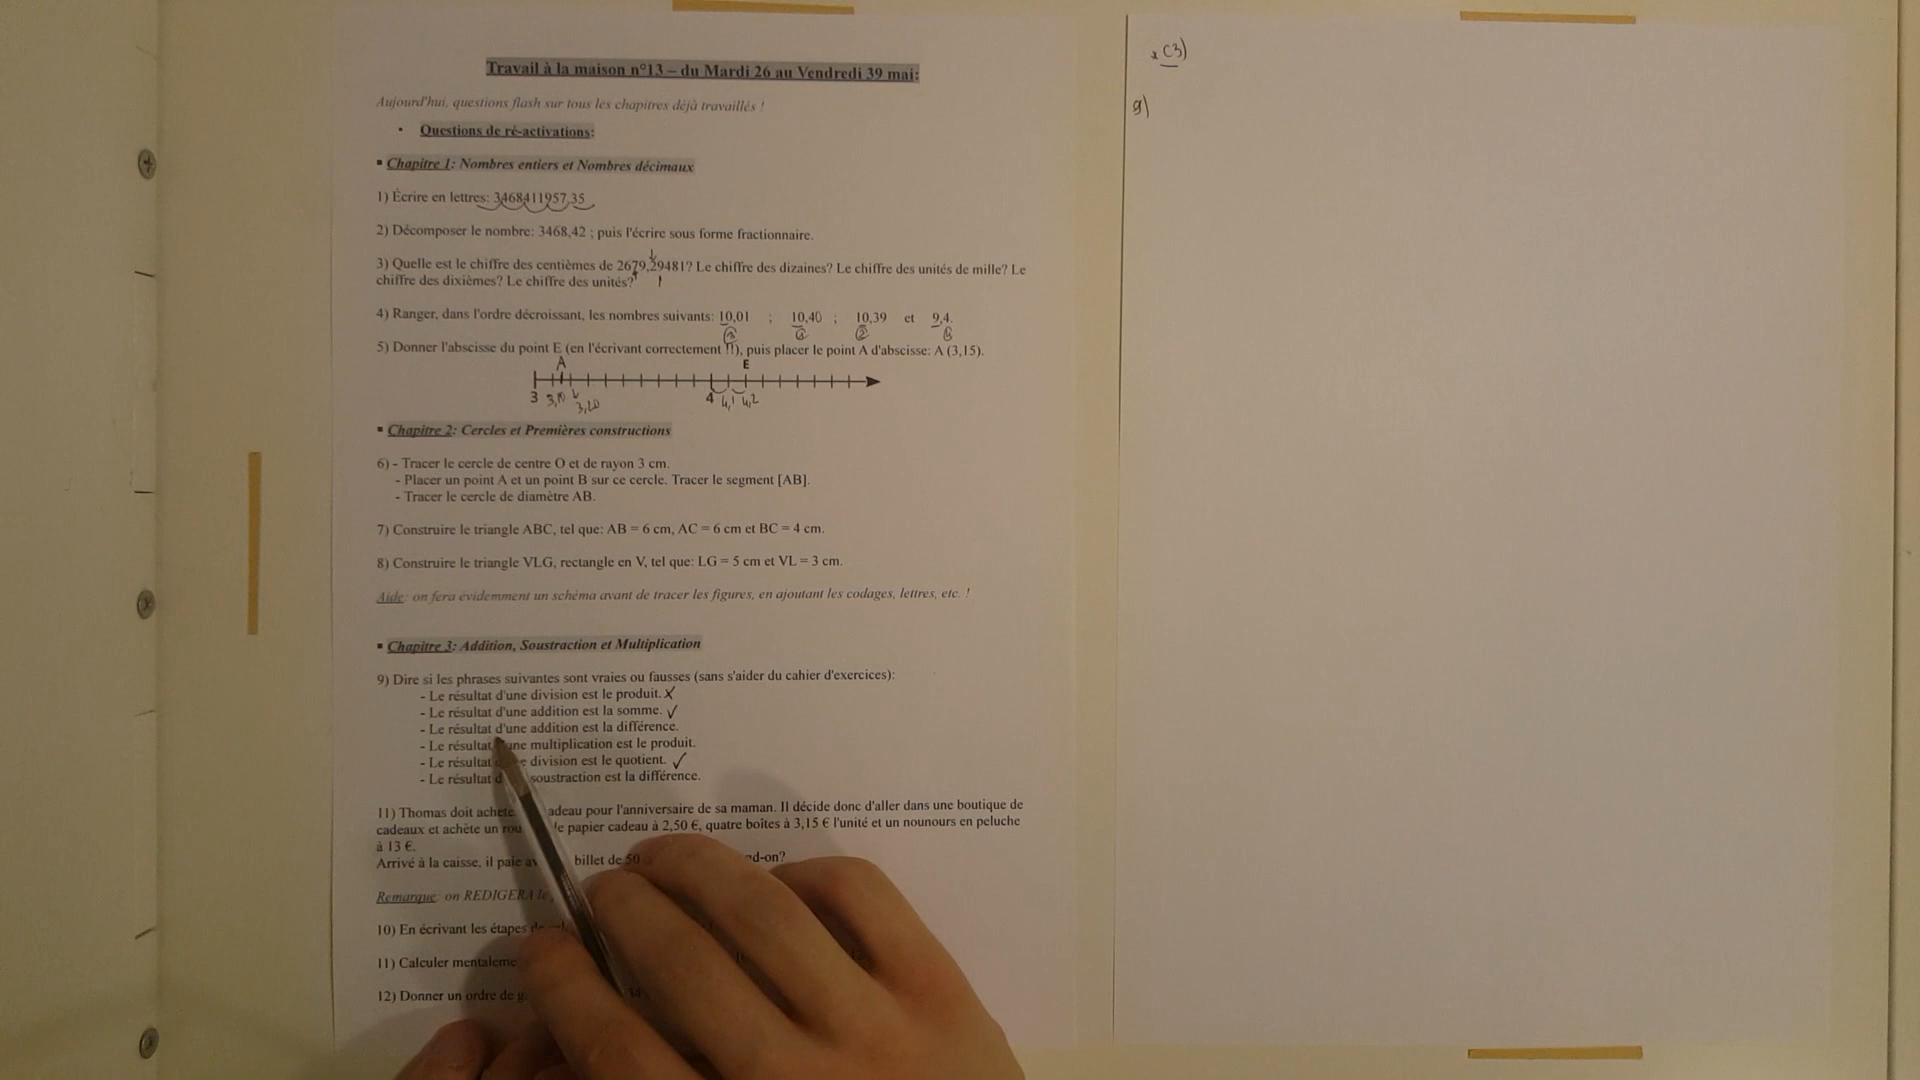 Travail à la maison n°13 – du Mardi 26 au Vendredi 39 mai:
Aujourd'hui, questions flash sur tous les chapitres déjà travaillés !
• Questions de ré-activations:
▪ Chapitre 1: Nombres entiers et Nombres décimaux
1) Écrire en lettres: 3468411957,35
2) Décomposer le nombre: 3468,42 ; puis l'écrire sous forme fractionnaire.
3) Quelle est le chiffre des centièmes de 2679,29481? Le chiffre des dizaines? Le chiffre des unités de mille? Le
chiffre des dixièmes? Le chiffre des unités?
4) Ranger, dans l'ordre décroissant, les nombres suivants: 10,01 ; 10,40 ; 10,39 et 9,4.
5) Donner l'abscisse du point E (en l'écrivant correctement !!), puis placer le point A d'abscisse: A (3,15).
A E
3 3,10 3,20 4 4,1 4,2
▪ Chapitre 2: Cercles et Premières constructions
6) - Tracer le cercle de centre O et de rayon 3 cm.
- Placer un point A et un point B sur ce cercle. Tracer le segment [AB].
- Tracer le cercle de diamètre AB.
7) Construire le triangle ABC, tel que: AB = 6 cm, AC = 6 cm et BC = 4 cm.
8) Construire le triangle VLG, rectangle en V, tel que: LG = 5 cm et VL = 3 cm.
Aide: on fera évidemment un schéma avant de tracer les figures, en ajoutant les codages, lettres, etc. !
▪ Chapitre 3: Addition, Soustraction et Multiplication
9) Dire si les phrases suivantes sont vraies ou fausses (sans s'aider du cahier d'exercices):
- Le résultat d'une division est le produit. X
- Le résultat d'une addition est la somme. ✓
- Le résultat d'une addition est la différence.
- Le résultat une multiplication est le produit.
- Le résultat division est le quotient. ✓
- Le résultat soustraction est la différence.
11) Thomas doit adeau pour l'anniversaire de sa maman. Il décide donc d'aller dans une boutique de
cadeaux et achète un papier cadeau à 2,50 €, quatre boîtes à 3,15 € l'unité et un nounours en peluche
à 13 €.
Arrivé à la caisse, il paie billet de 50 d-on?
Remarque: on REDIGERA
10) En écrivant les étapes
11) Calculer
12) Donner un ordre de
* C3)
9)